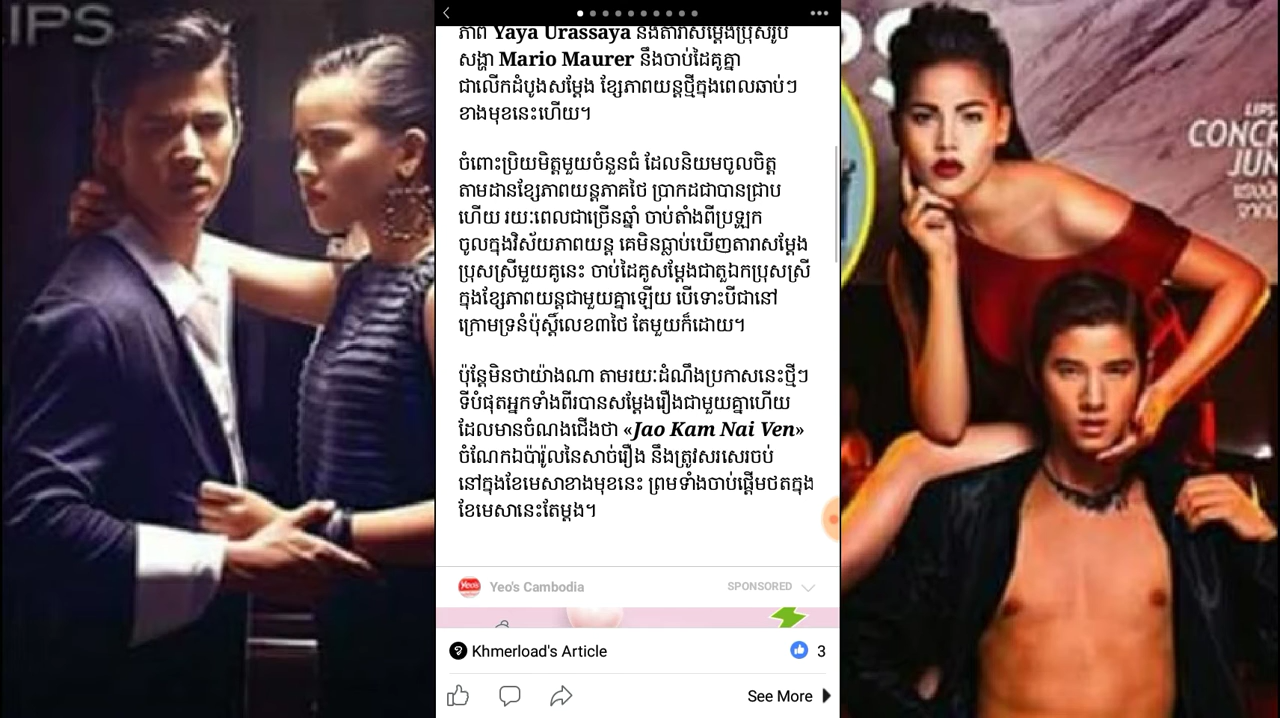 LIPS
ភាព Yaya Urassaya នឹងតារាសម្ដែងប្រុសរូប
សង្ហា Mario Maurer នឹងចាប់ដៃគូគ្នា
ជាលើកដំបូងសម្ដែង ខ្សែភាពយន្តថ្មីក្នុងពេលឆាប់ៗ
ខាងមុខនេះហើយ។
ចំពោះប្រិយមិត្តមួយចំនួនធំ ដែលនិយមចូលចិត្ត
តាមដានខ្សែភាពយន្តភាគថៃ ប្រាកដជាបានជ្រាប
ហើយ រយៈពេលជាច្រើនឆ្នាំ ចាប់តាំងពីប្រឡូក
ចូលក្នុងវិស័យភាពយន្ត គេមិនធ្លាប់ឃើញតារាសម្ដែង
ប្រុសស្រីមួយគូនេះ ចាប់ដៃគូសម្ដែងជាតួឯកប្រុសស្រី
ក្នុងខ្សែភាពយន្តជាមួយគ្នាឡើយ បើទោះបីជានៅ
ក្រោមទ្រនំប៉ុស្តិ៍លេខ៣ថៃ តែមួយក៏ដោយ។
ប៉ុន្តែមិនថាយ៉ាងណា តាមរយៈដំណឹងប្រកាសនេះថ្មីៗ
ទីបំផុតអ្នកទាំងពីរបានសម្ដែងរឿងជាមួយគ្នាហើយ
ដែលមានចំណងជើងថា «Jao Kam Nai Ven»
ចំណែកឯប៉ារ៉ូលនៃសាច់រឿង នឹងត្រូវសរសេរចប់
នៅក្នុងខែមេសាខាងមុខនេះ ព្រមទាំងចាប់ផ្ដើមថតក្នុង
ខែមេសានេះតែម្ដង។
Yeo's Yeo's Cambodia SPONSORED
Khmerload's Article 3
See More
LIPS
CONCR
JUN